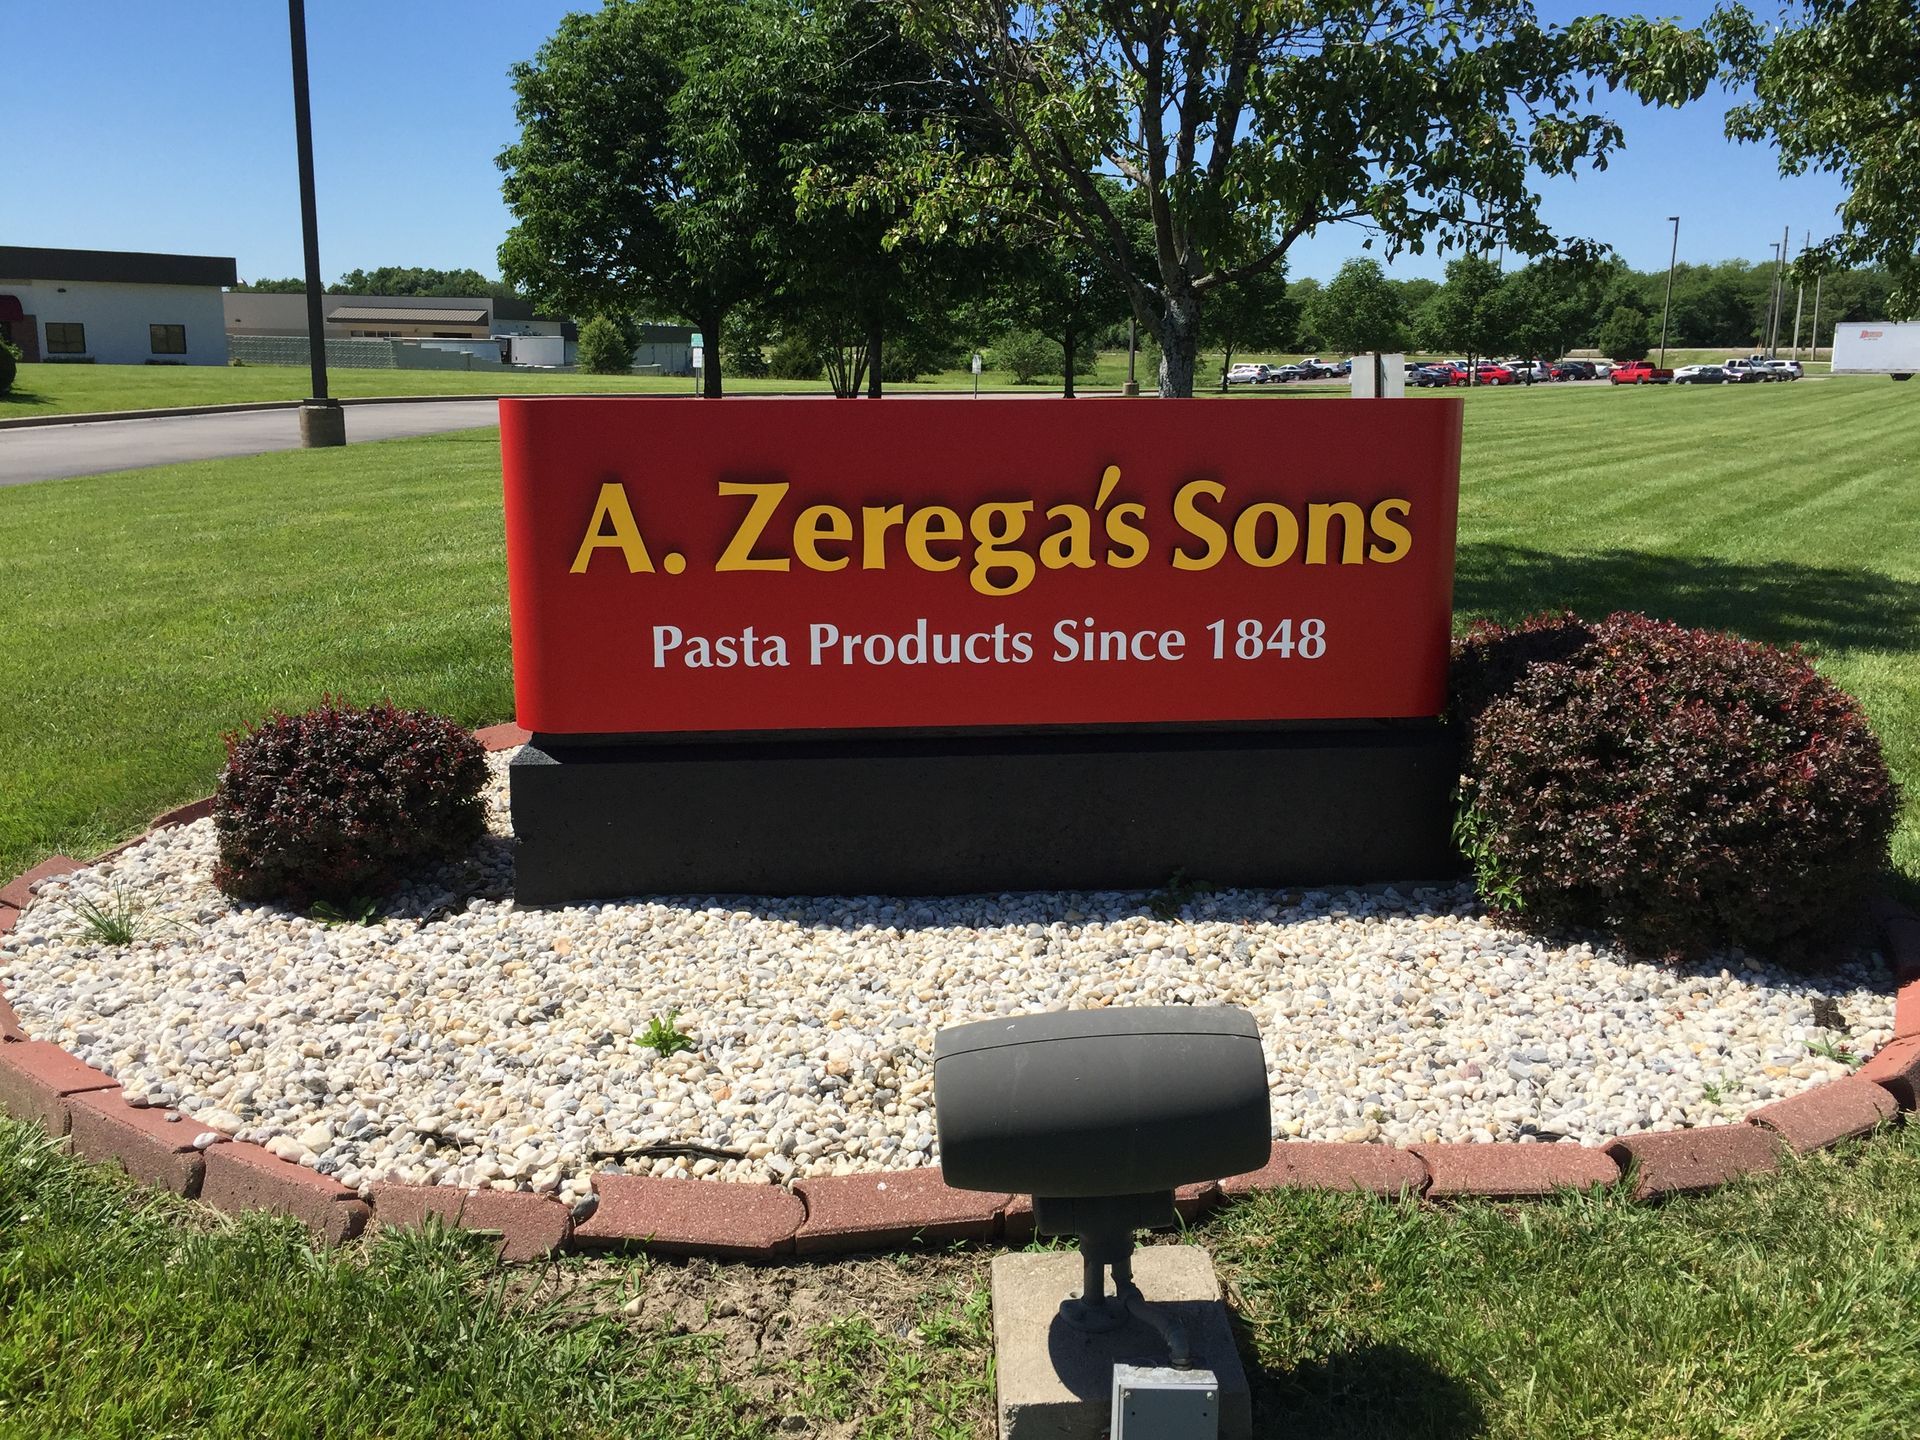 A. Zerega's Sons
Pasta Products Since 1848